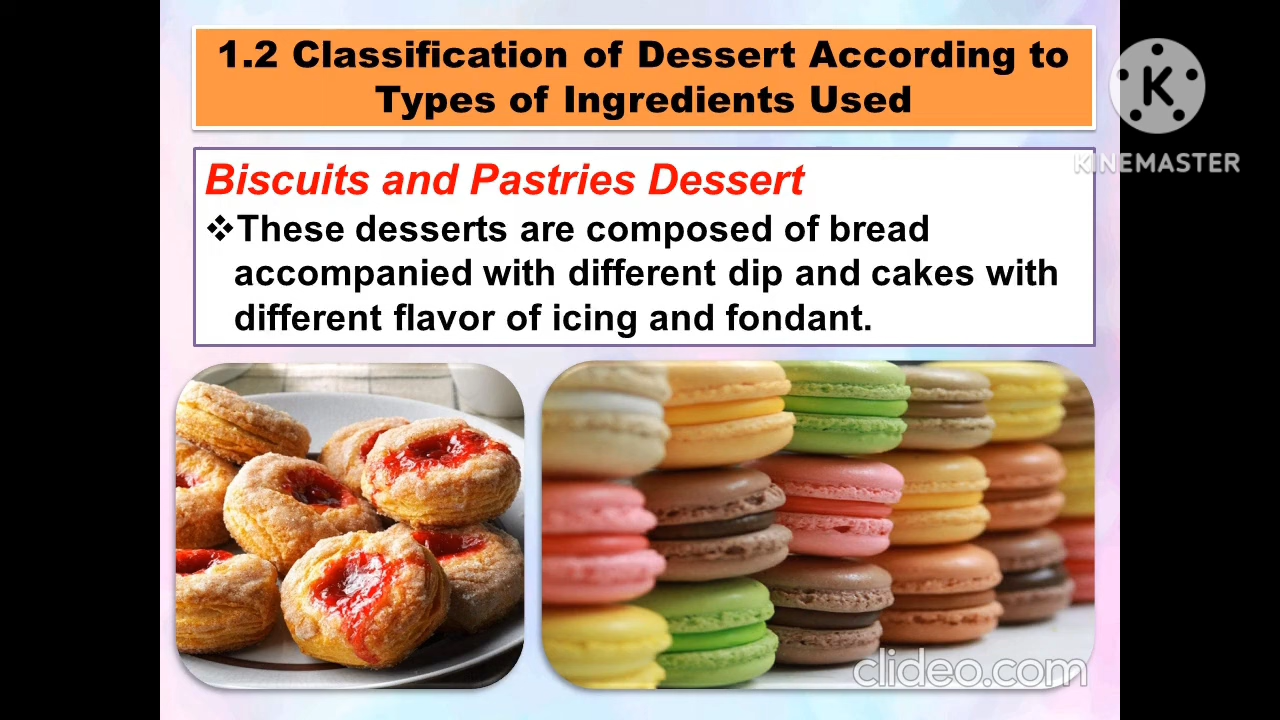 1.2 Classification of Dessert According to
Types of Ingredients Used
K
KINEMASTER
Biscuits and Pastries Dessert
❖These desserts are composed of bread
accompanied with different dip and cakes with
different flavor of icing and fondant.
clideo.com